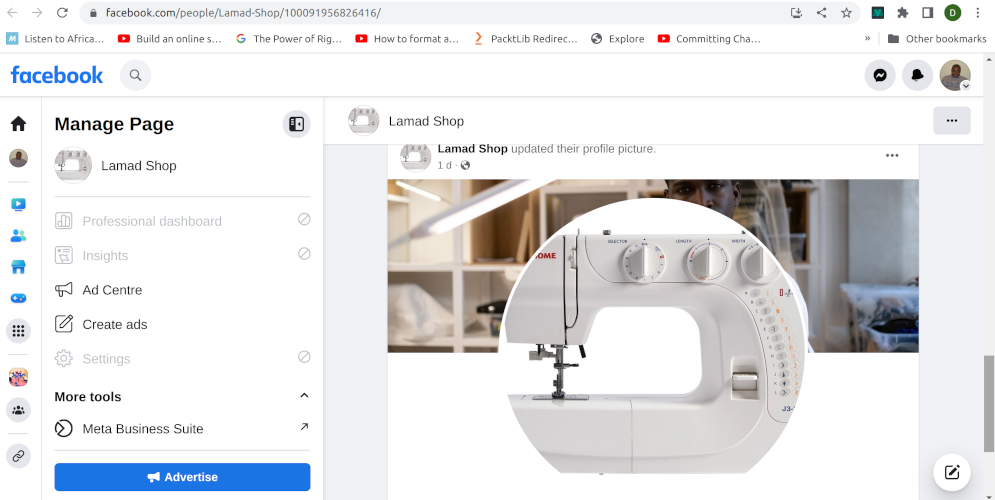 facebook.com/people/Lamad-Shop/100091956826416/
D
Listen to Africa...
Build an online s...
The Power of Rig...
How to format a...
PacktLib Redirec...
Explore
Committing Cha...
»
Other bookmarks
facebook
Manage Page
Lamad Shop
Professional dashboard
Insights
Ad Centre
Create ads
Settings
More tools
Meta Business Suite
Advertise
Lamad Shop
Lamad Shop updated their profile picture.
1 d ·
SELECTOR
LENGTH
WIDTH
OME
J3-